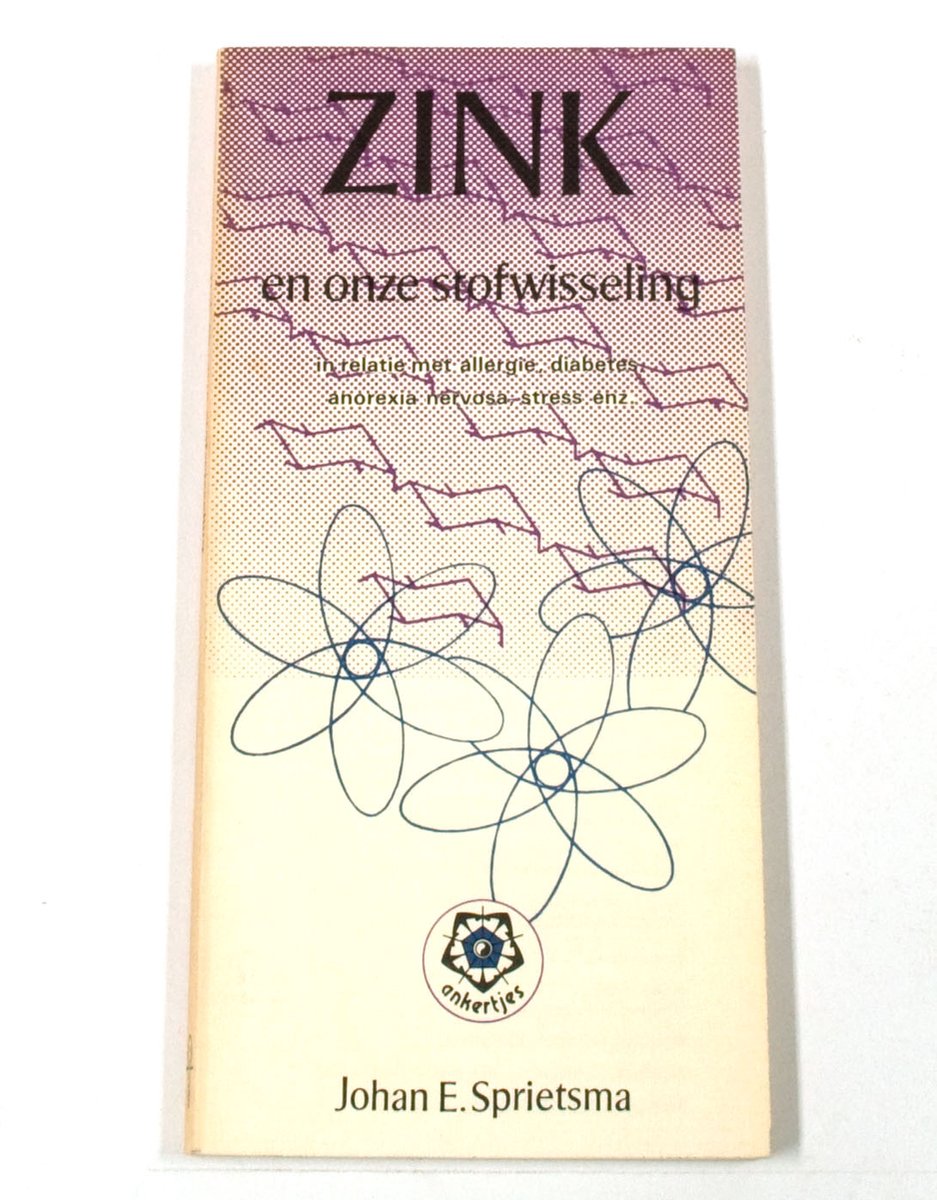 ZINK
en onze stofwisseling
in relatie met allergie, diabetes,
anorexia nervosa, stress enz..
ankertjes
Johan E. Sprietsma